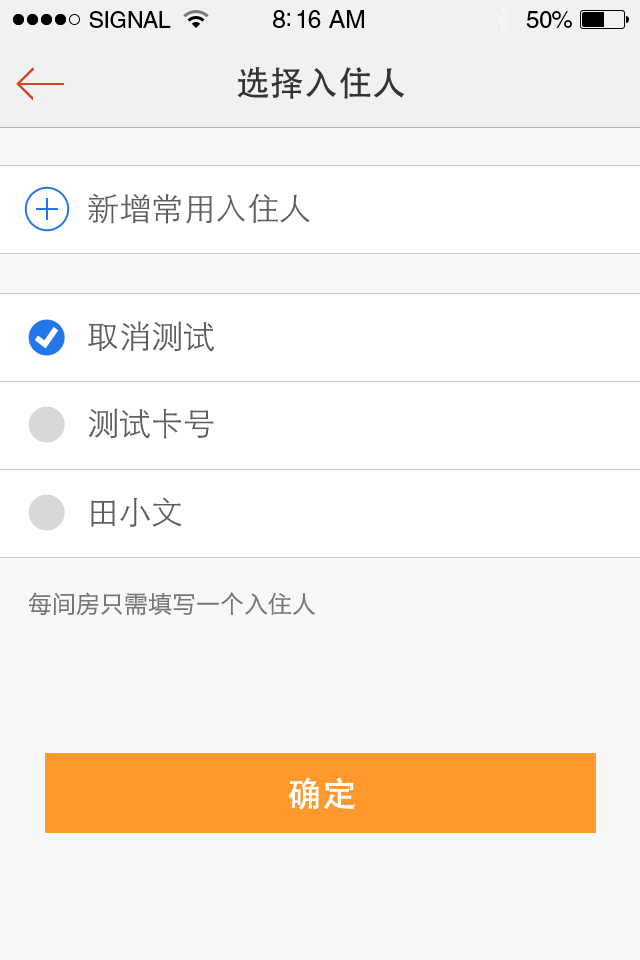 SIGNAL 8:16 AM 50%
选择入住人
新增常用入住人
取消测试
测试卡号
田小文
每间房只需填写一个入住人
确定